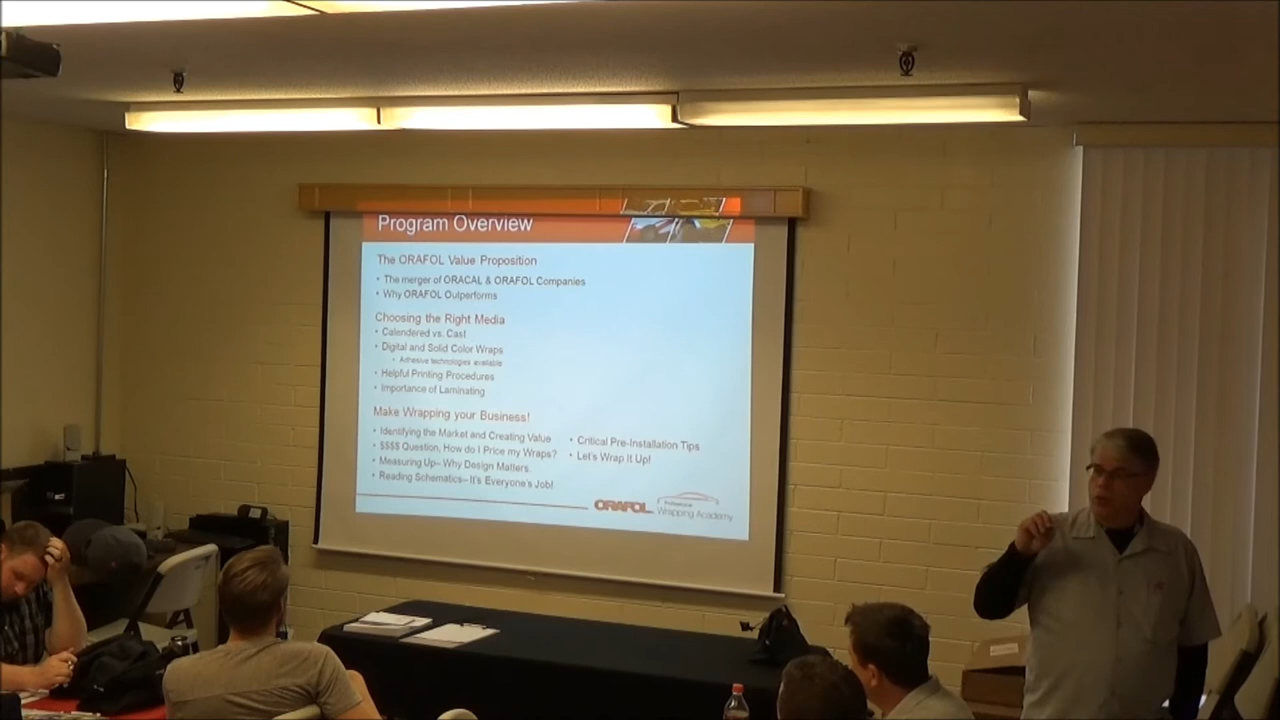 Program Overview
The ORAFOL Value Proposition
• The merger of ORACAL & ORAFOL Companies
• Why ORAFOL Outperforms
Choosing the Right Media
• Calendered vs. Cast
• Digital and Solid Color Wraps
• Adhesive technologies available
• Helpful Printing Procedures
• Importance of Laminating
Make Wrapping your Business!
• Identifying the Market and Creating Value
• $$$$ Question, How do I Price my Wraps?
• Measuring Up– Why Design Matters.
• Reading Schematics– It's Everyone's Job!
• Critical Pre-Installation Tips
• Let's Wrap It Up!
ORAFOL
Wrapping Academy